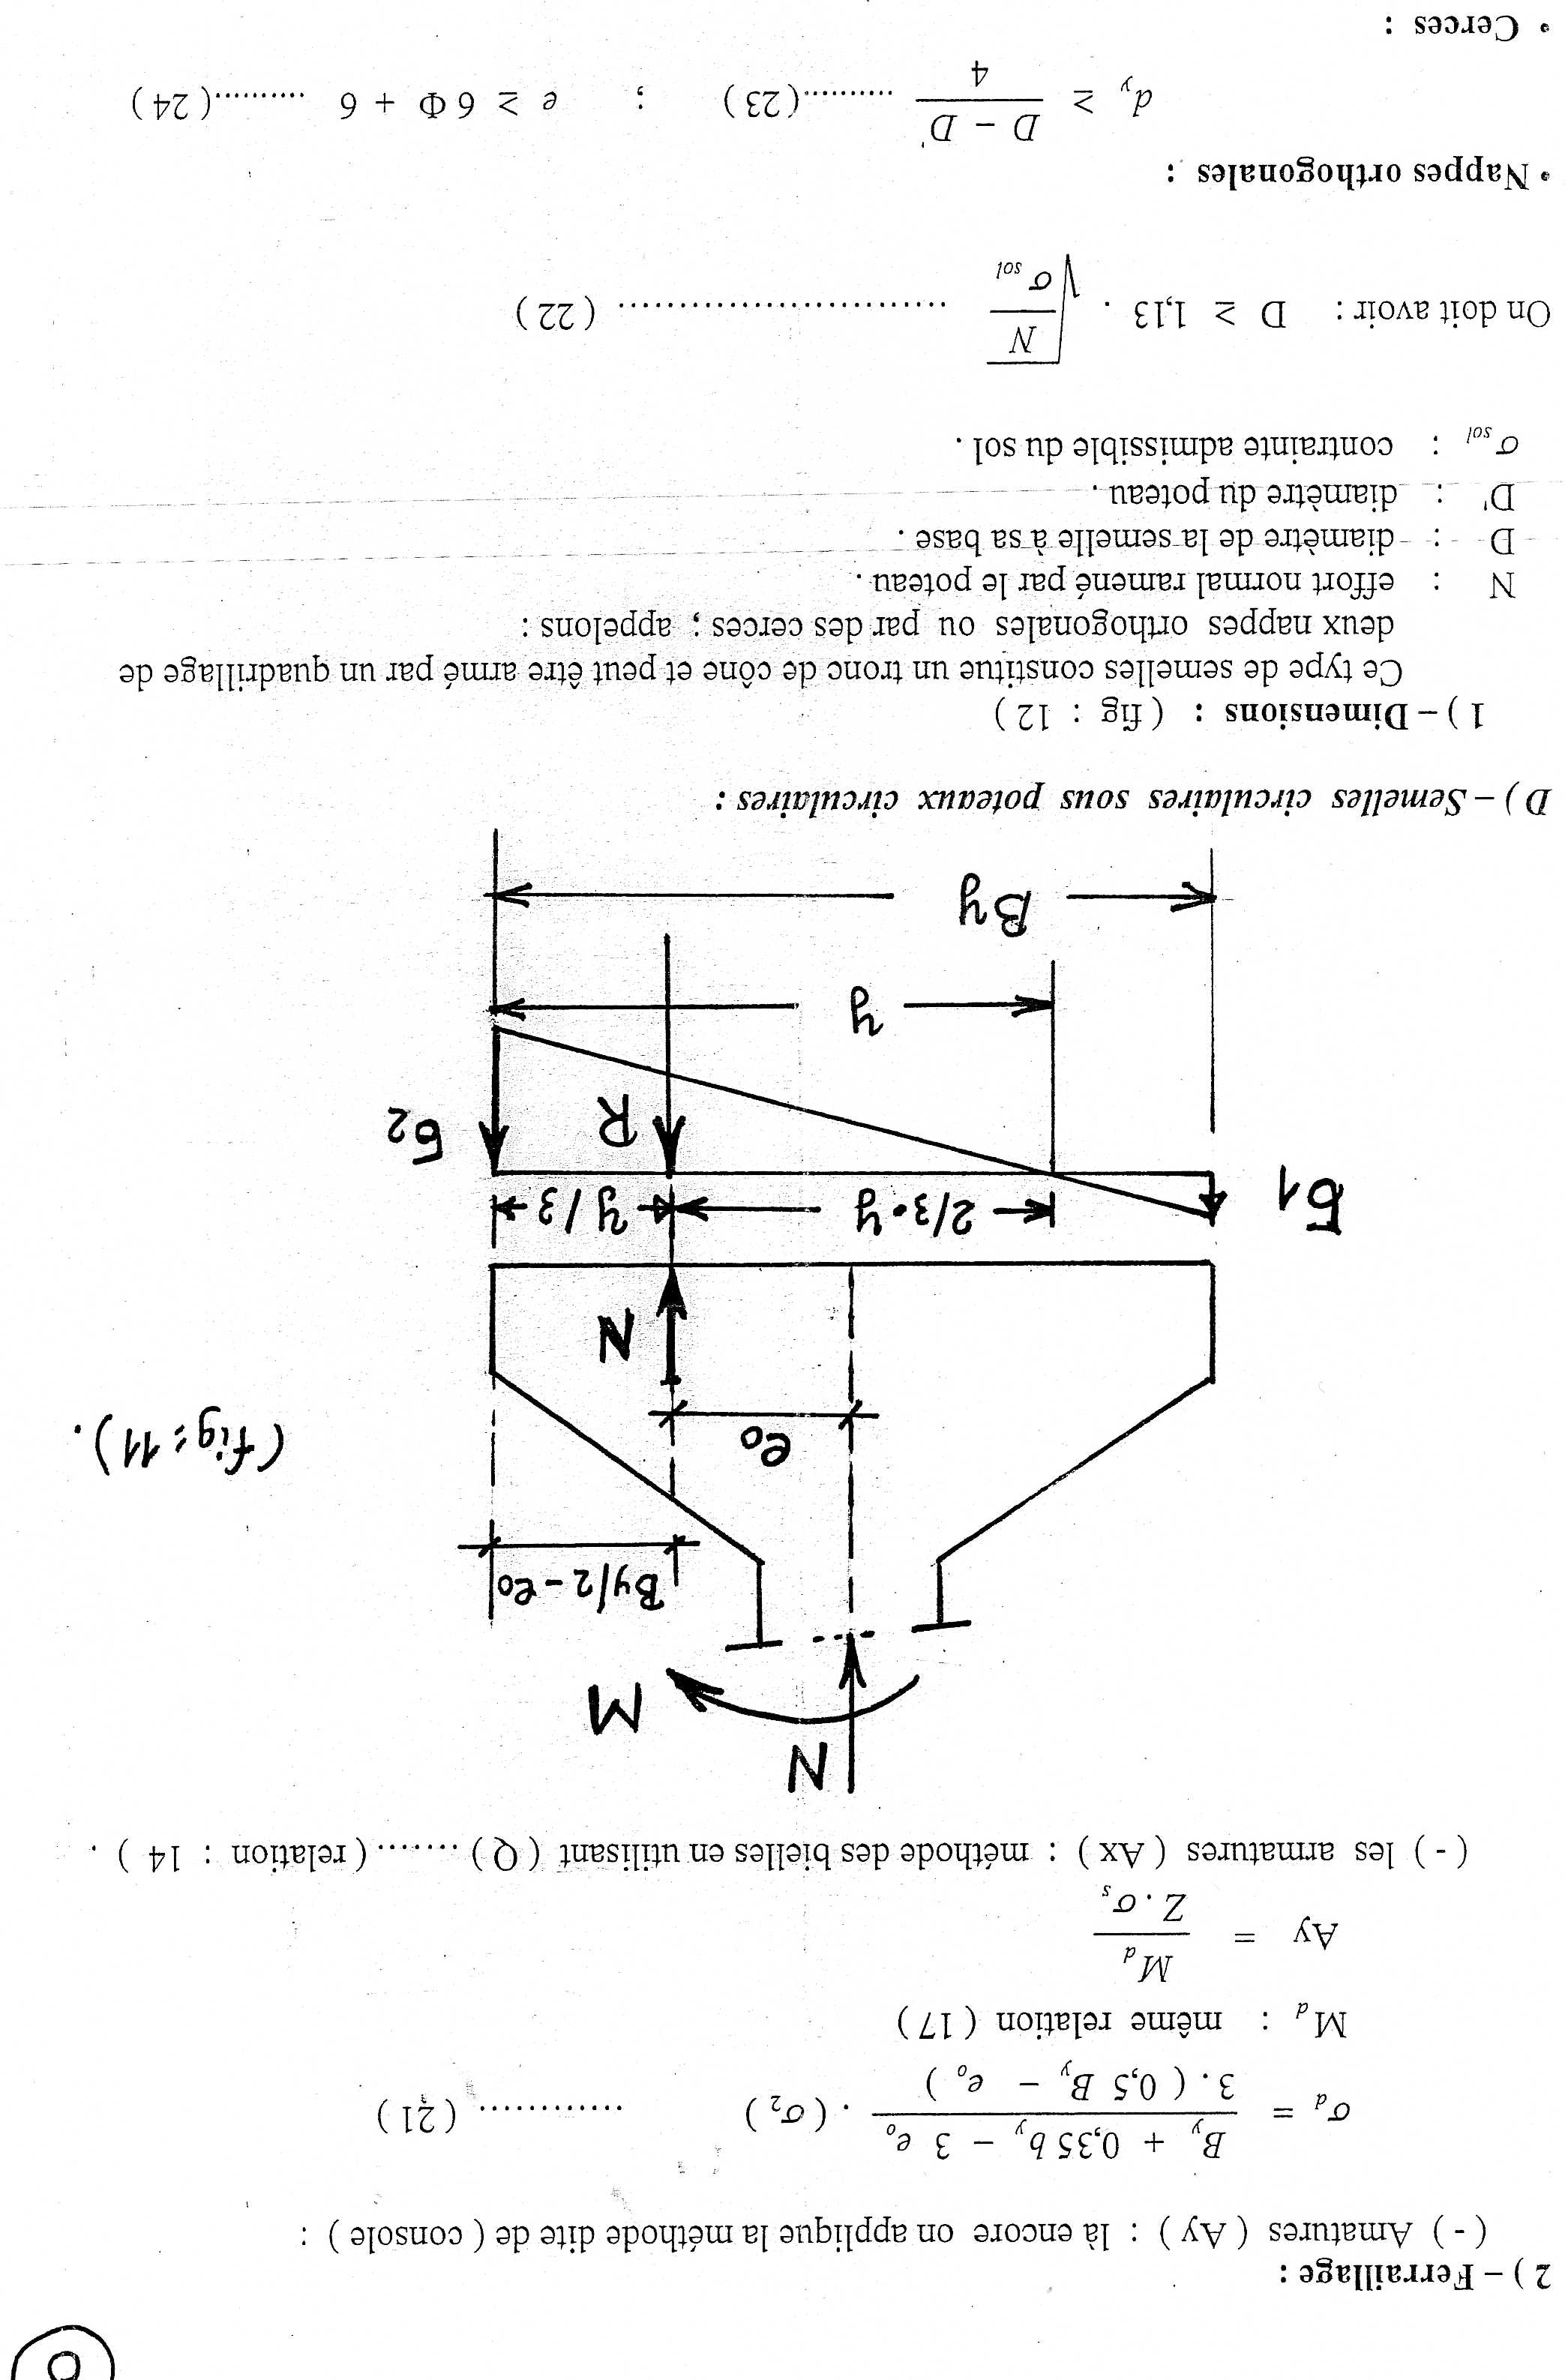 2 ) – Ferraillage :
( - ) Amatures ( Ay ) : là encore on applique la méthode dite de ( console ) :
σd = (By + 0,35 by – 3 eo) / (3 . ( 0,5 By – eo )) . ( σ2 ) ............. ( 21 )
Md : même relation ( 17 )
Ay = Md / (Z . σs)
( - ) les armatures ( Ax ) : méthode des bielles en utilisant ( Q ) ........ ( relation : 14 ) .
N
M
By/2 - eo
eo
(fig: 11).
N
2/3.y
y/3
σ1
R
σ2
y
By
D ) – Semelles circulaires sous poteaux circulaires :
1 ) – Dimensions : ( fig : 12 )
Ce type de semelles constitue un tronc de cône et peut être armé par un quadrillage de
deux nappes orthogonales ou par des cerces ; appelons :
N : effort normal ramené par le poteau .
D : diamètre de la semelle à sa base .
D' : diamètre du poteau .
σ sol : contrainte admissible du sol .
On doit avoir : D ≥ 1,13 . √(N / σ sol) ............................ ( 22 )
• Nappes orthogonales :
dy ≥ (D – D') / 4 ..........( 23 ) ; e ≥ 6 Φ + 6 ..........( 24 )
• Cerces :